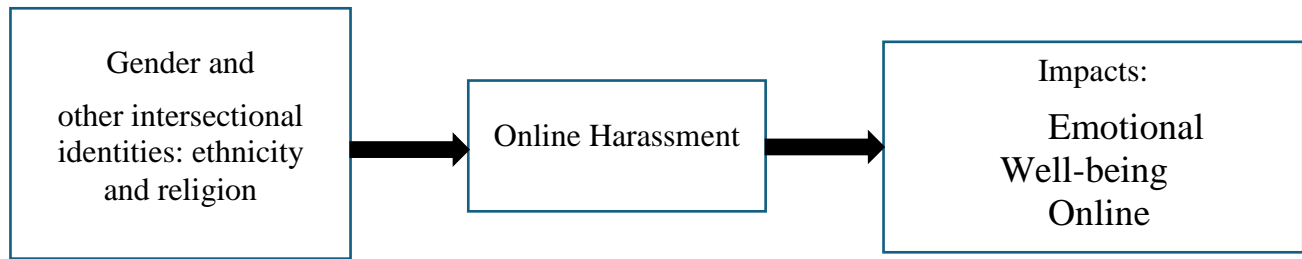 Gender and
other intersectional
identities: ethnicity
and religion
Online Harassment
Impacts:
Emotional
Well-being
Online